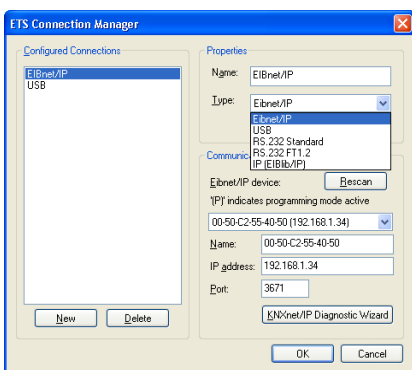 ETS Connection Manager
Configured Connections
EIBnet/IP
USB
New
Delete
Properties
Name:
EIBnet/IP
Type:
Eibnet/IP
Eibnet/IP
USB
RS.232 Standard
RS.232 FT1.2
IP (EIBlib/IP)
Communic
Eibnet/IP device:
Rescan
'(P)' indicates programming mode active
00-50-C2-55-40-50 (192.168.1.34)
Name:
00-50-C2-55-40-50
IP address:
192.168.1.34
Port:
3671
KNXnet/IP Diagnostic Wizard
OK
Cancel